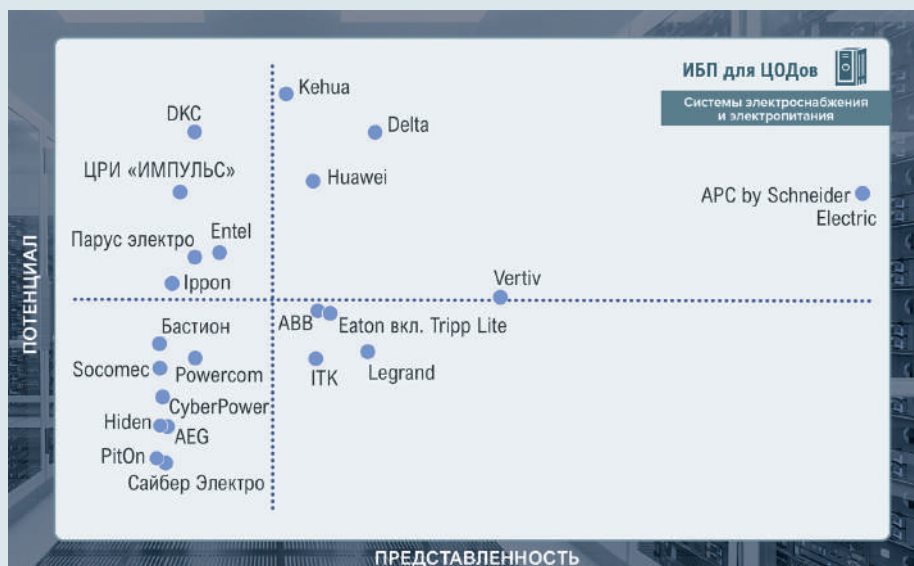 ИБП для ЦОДов
Системы электроснабжения
и электропитания
Kehua
DKC
Delta
ЦРИ «ИМПУЛЬС»
Huawei
APC by Schneider
Electric
Парус электро
Entel
Ippon
Vertiv
ABB
Eaton вкл. Tripp Lite
Бастион
Socomec
Powercom
ITK
Legrand
CyberPower
Hiden
AEG
PitOn
Сайбер Электро
ПОТЕНЦИАЛ
ПРЕДСТАВЛЕННОСТЬ